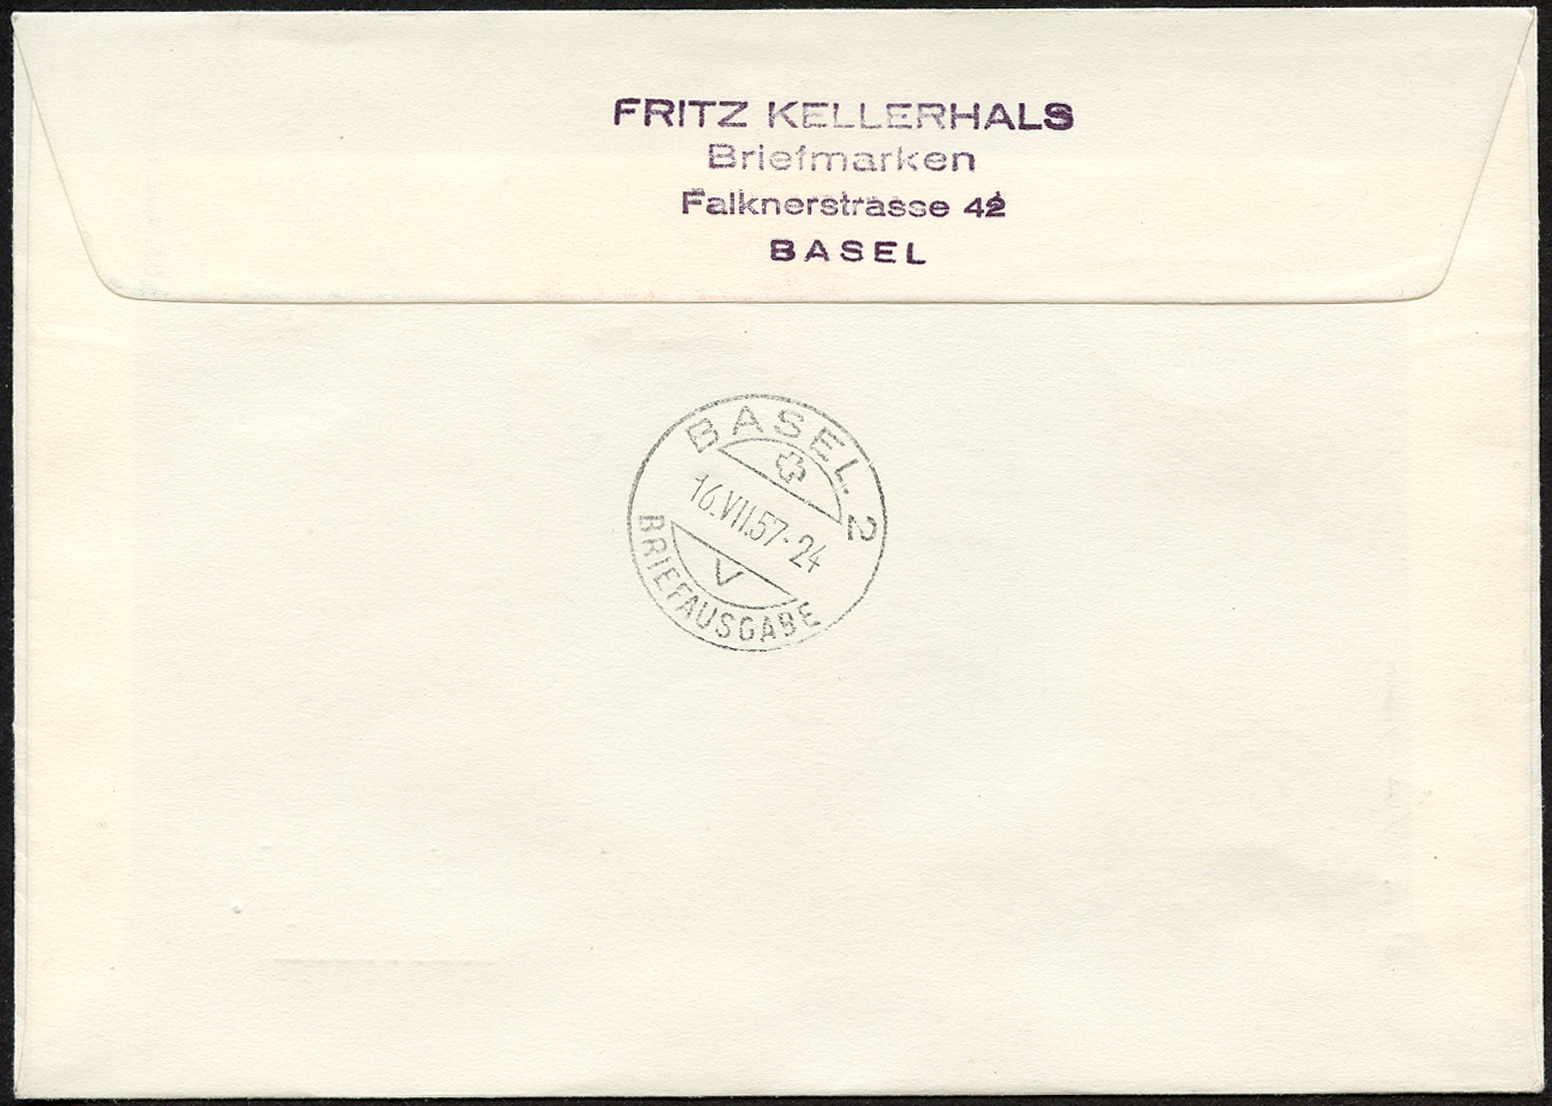 FRITZ KELLERHALS
Briefmarken
Falknerstrasse 42
BASEL
BASEL 2
16.VII.57-24
V
BRIEFAUSGABE